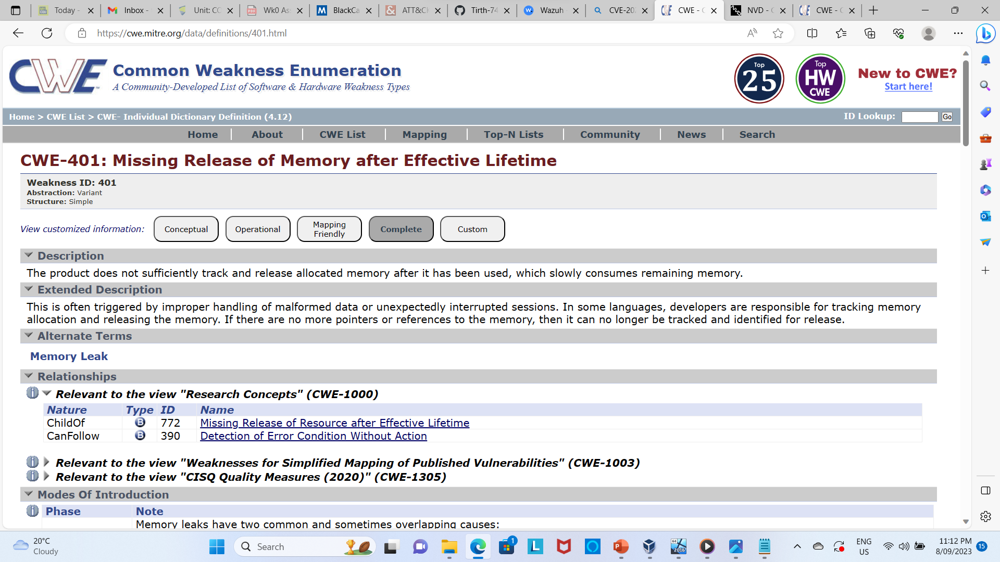 Today -
Inbox -
Unit: CC
Wk0 As
BlackCa
ATT&CK
Tirth-74
Wazuh
CVE-202
CWE - C
NVD - C
CWE - C
https://cwe.mitre.org/data/definitions/401.html
CWE
Common Weakness Enumeration
A Community-Developed List of Software & Hardware Weakness Types
Top 25
Top HW CWE
New to CWE?
Start here!
Home > CWE List > CWE- Individual Dictionary Definition (4.12)
ID Lookup: Go
Home About CWE List Mapping Top-N Lists Community News Search
CWE-401: Missing Release of Memory after Effective Lifetime
Weakness ID: 401
Abstraction: Variant
Structure: Simple
View customized information: Conceptual Operational Mapping Friendly Complete Custom
Description
The product does not sufficiently track and release allocated memory after it has been used, which slowly consumes remaining memory.
Extended Description
This is often triggered by improper handling of malformed data or unexpectedly interrupted sessions. In some languages, developers are responsible for tracking memory
allocation and releasing the memory. If there are no more pointers or references to the memory, then it can no longer be tracked and identified for release.
Alternate Terms
Memory Leak
Relationships
Relevant to the view "Research Concepts" (CWE-1000)
Nature Type ID Name
ChildOf B 772 Missing Release of Resource after Effective Lifetime
CanFollow B 390 Detection of Error Condition Without Action
Relevant to the view "Weaknesses for Simplified Mapping of Published Vulnerabilities" (CWE-1003)
Relevant to the view "CISQ Quality Measures (2020)" (CWE-1305)
Modes Of Introduction
Phase Note
Memory leaks have two common and sometimes overlapping causes:
20°C
Cloudy
Search
1
64
2016
ENG
US
11:12 PM
8/09/2023
15